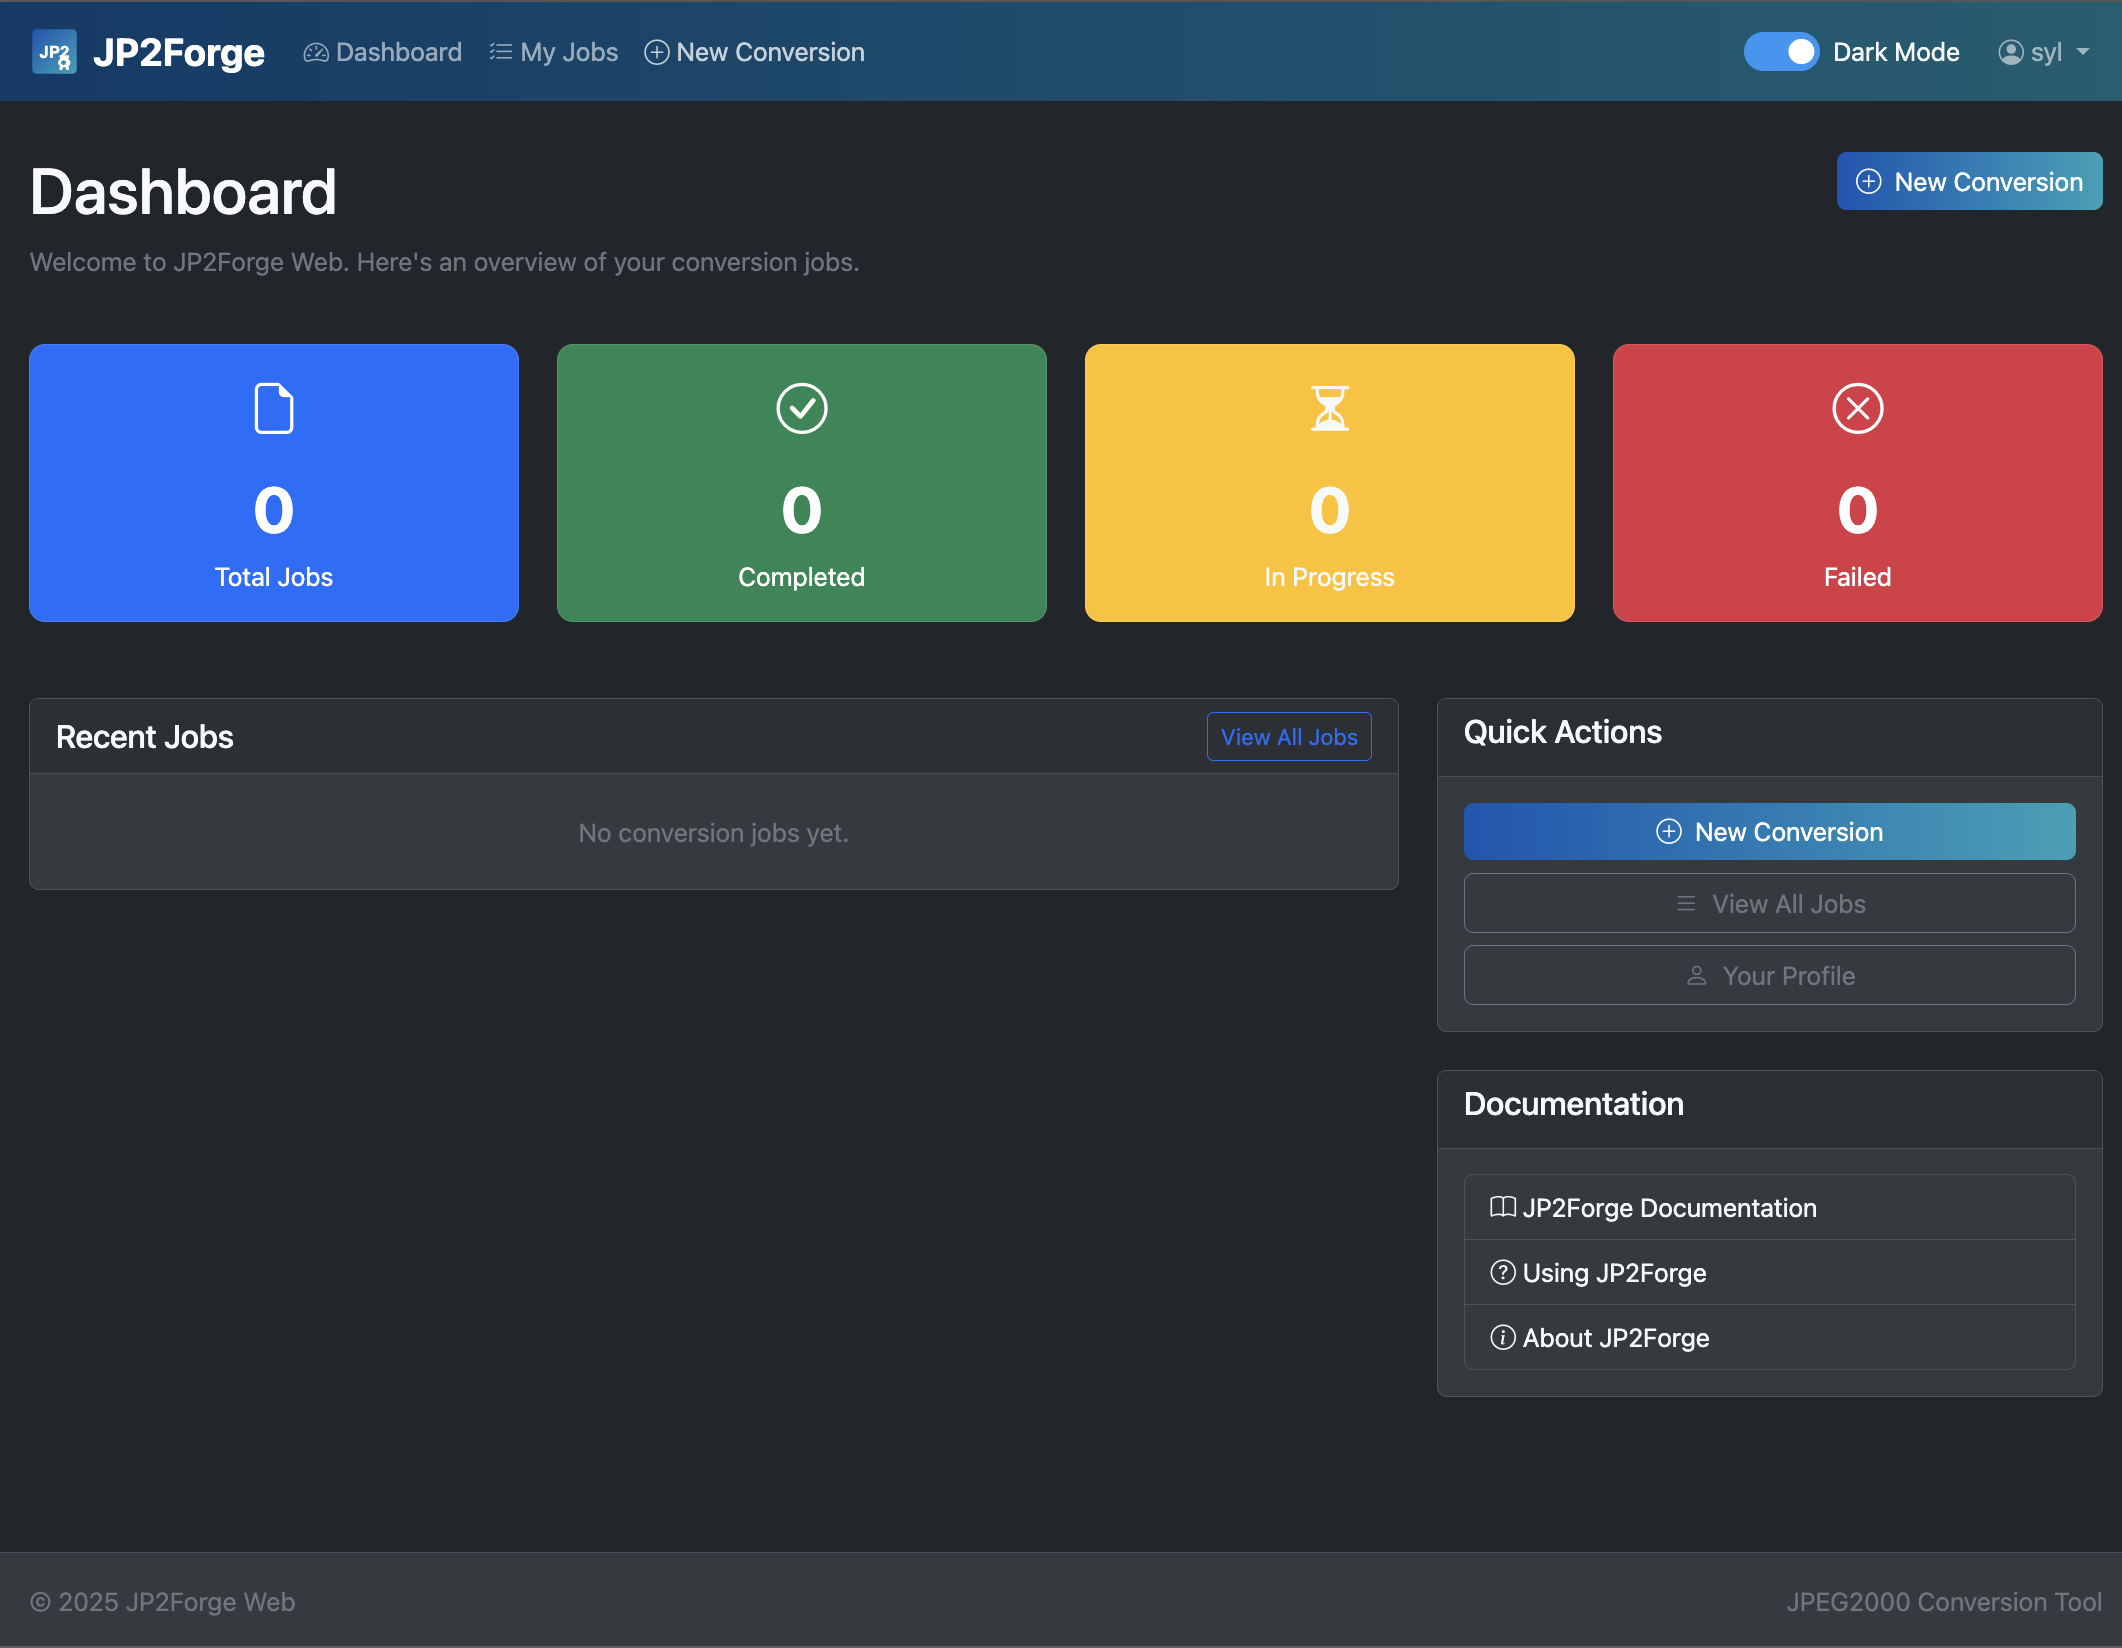 JP2 JP2Forge Dashboard My Jobs New Conversion Dark Mode syl
Dashboard
New Conversion
Welcome to JP2Forge Web. Here's an overview of your conversion jobs.
0
Total Jobs
0
Completed
0
In Progress
0
Failed
Recent Jobs
View All Jobs
No conversion jobs yet.
Quick Actions
New Conversion
View All Jobs
Your Profile
Documentation
JP2Forge Documentation
Using JP2Forge
About JP2Forge
© 2025 JP2Forge Web
JPEG2000 Conversion Tool